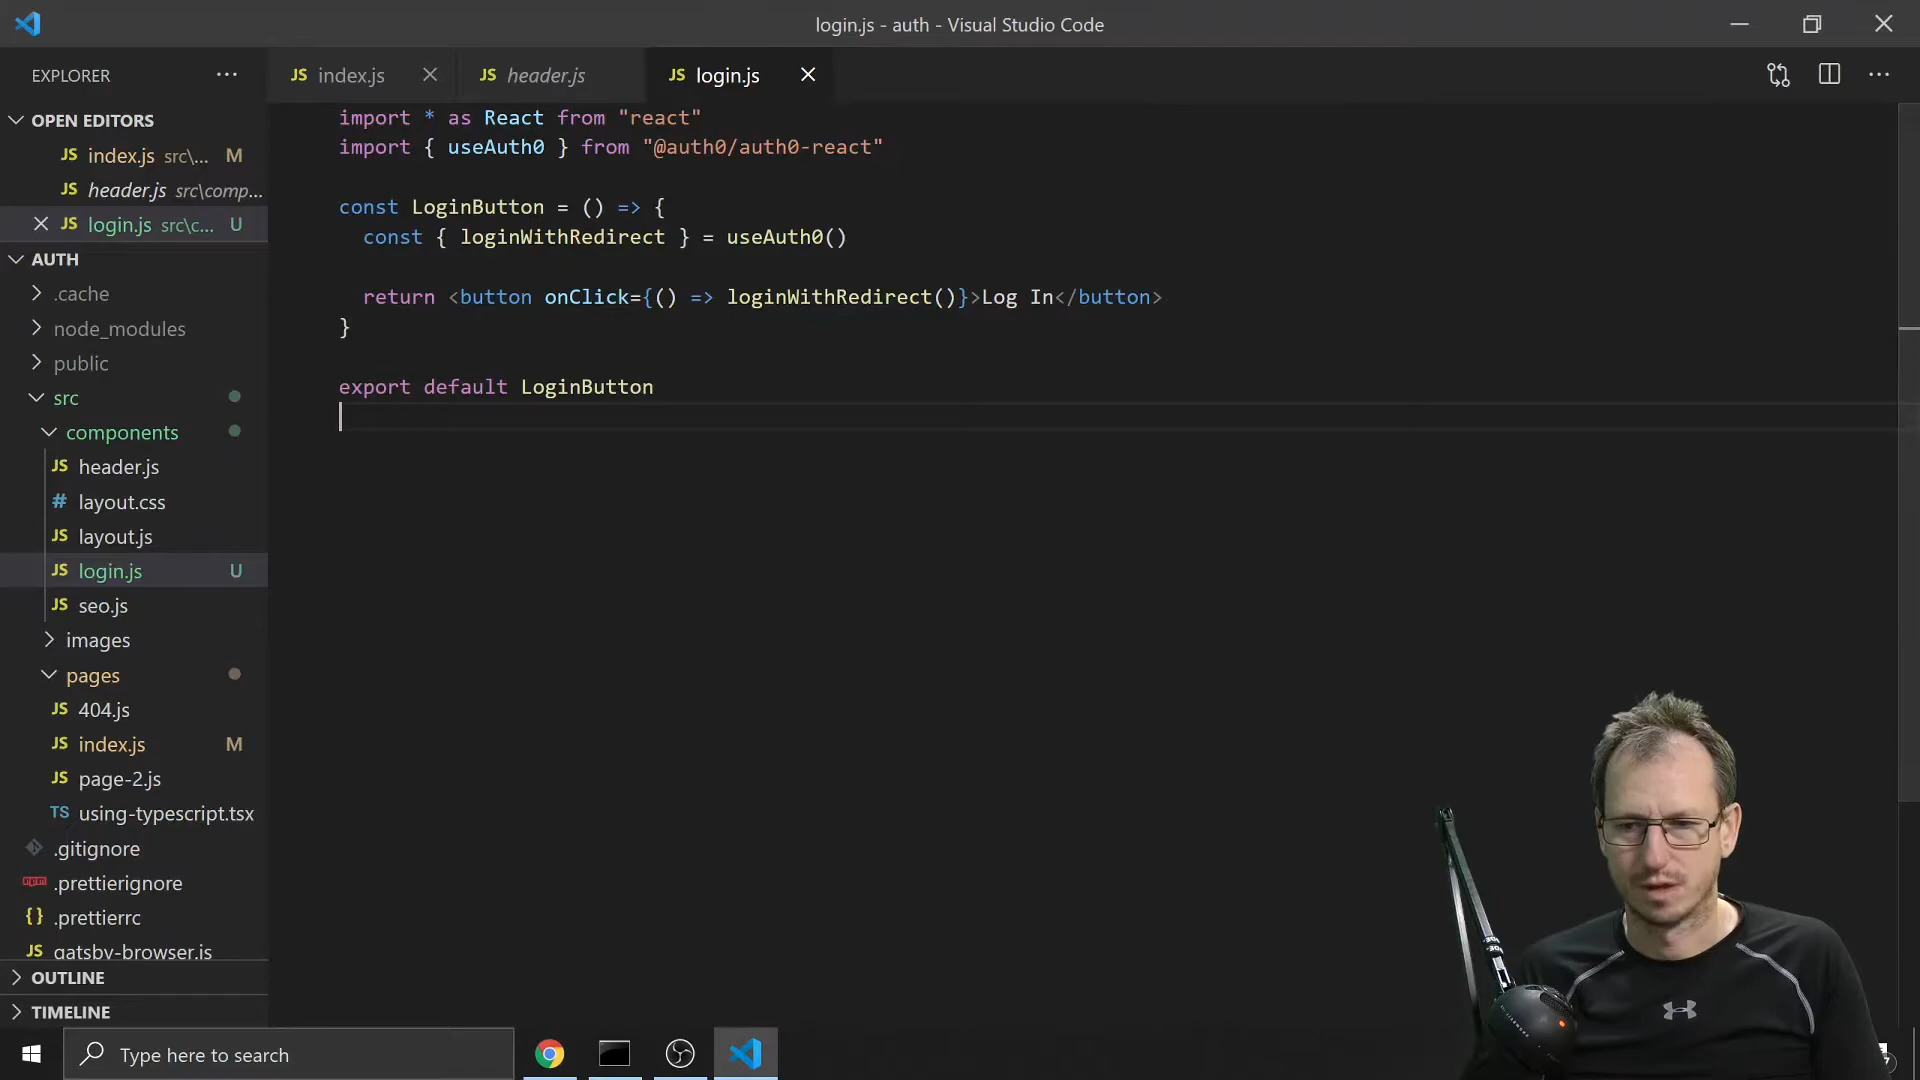 login.js - auth - Visual Studio Code
EXPLORER
JS index.js
JS header.js
JS login.js
OPEN EDITORS
JS index.js src\... M
JS header.js src\comp...
JS login.js src\c... U
AUTH
.cache
node_modules
public
src
components
JS header.js
# layout.css
JS layout.js
JS login.js U
JS seo.js
images
pages
JS 404.js
JS index.js M
JS page-2.js
TS using-typescript.tsx
.gitignore
.prettierignore
{} .prettierrc
JS gatsby-browser.js
OUTLINE
TIMELINE
import * as React from "react"
import { useAuth0 } from "@auth0/auth0-react"
const LoginButton = () => {
const { loginWithRedirect } = useAuth0()
return <button onClick={() => loginWithRedirect()}>Log In</button>
}
export default LoginButton
Type here to search